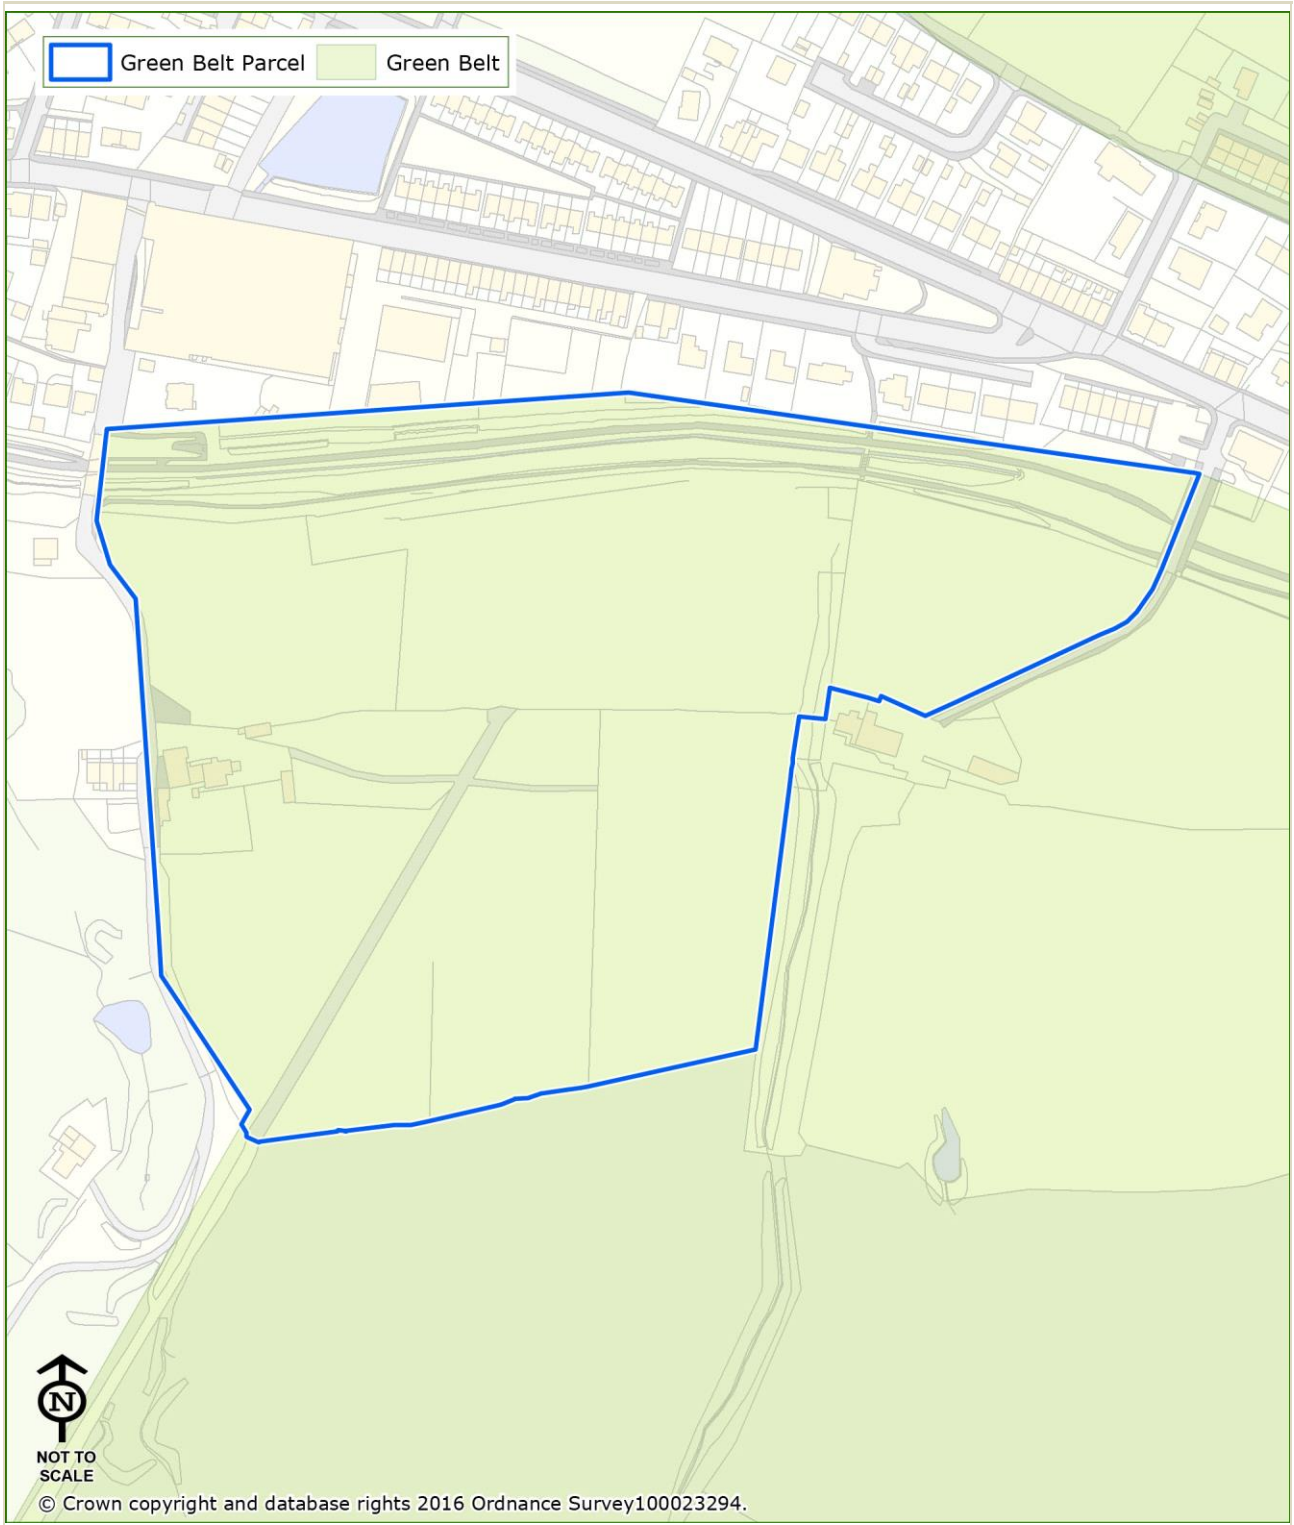 Green Belt Parcel Green Belt
N
NOT TO
SCALE
© Crown copyright and database rights 2016 Ordnance Survey100023294.